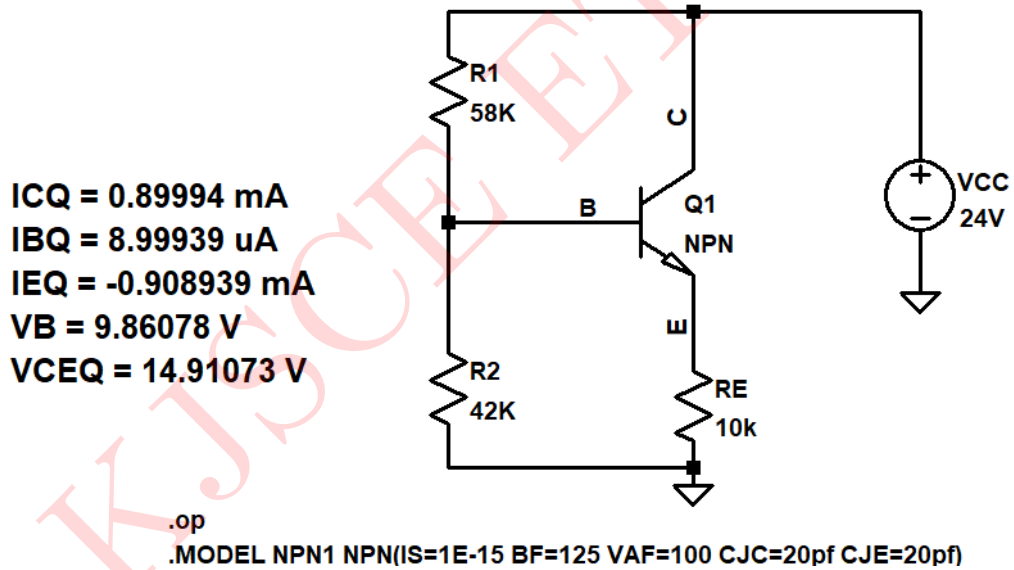 ICQ = 0.89994 mA
IBQ = 8.99939 uA
IEQ = -0.908939 mA
VB = 9.86078 V
VCEQ = 14.91073 V
R1
58K
C
B
Q1
NPN
VCC
24V
E
R2
42K
RE
10k
.op
.MODEL NPN1 NPN(IS=1E-15 BF=125 VAF=100 CJC=20pf CJE=20pf)
KJSCE